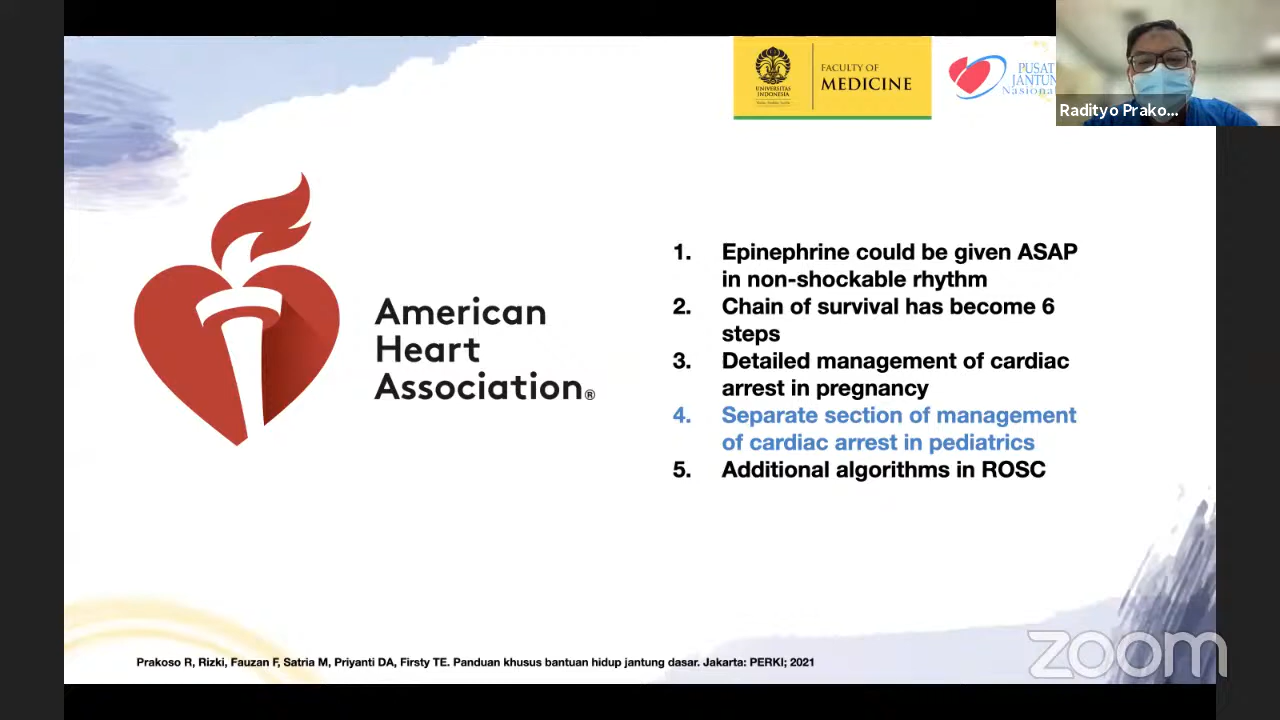 UNIVERSITAS
INDONESIA
FACULTY OF
MEDICINE
PUSAT
JANTUN
Nasional
Radityo Prako...
American
Heart
Association®
1. Epinephrine could be given ASAP
in non-shockable rhythm
2. Chain of survival has become 6
steps
3. Detailed management of cardiac
arrest in pregnancy
4. Separate section of management
of cardiac arrest in pediatrics
5. Additional algorithms in ROSC
Prakoso R, Rizki, Fauzan F, Satria M, Priyanti DA, Firsty TE. Panduan khusus bantuan hidup jantung dasar. Jakarta: PERKI; 2021
zoom